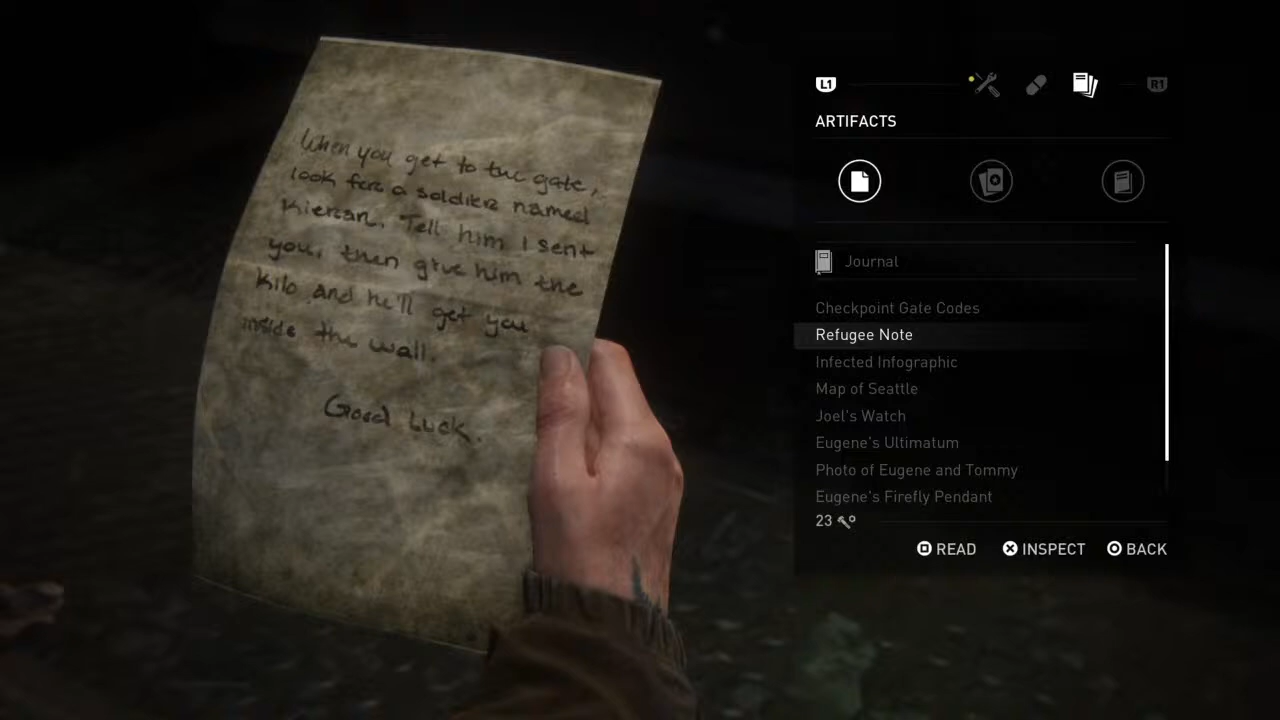 When you get to the gate,
look for a soldier named
Kieran. Tell him I sent
you, then give him the
kilo and he'll get you
inside the wall.
Good Luck.
L1
R1
ARTIFACTS
Journal
Checkpoint Gate Codes
Refugee Note
Infected Infographic
Map of Seattle
Joel's Watch
Eugene's Ultimatum
Photo of Eugene and Tommy
Eugene's Firefly Pendant
23
READ INSPECT BACK